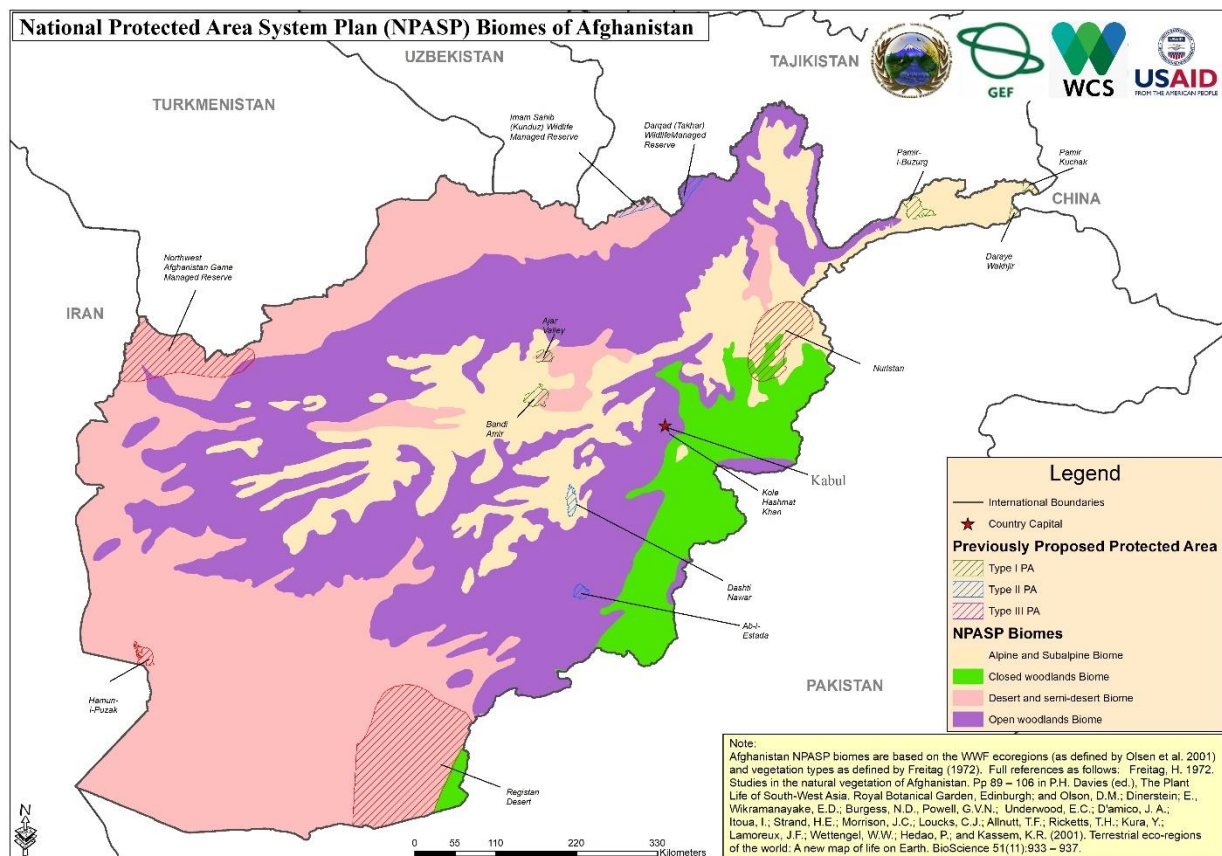 National Protected Area System Plan (NPASP) Biomes of Afghanistan
UZBEKISTAN
TAJIKISTAN
TURKMENISTAN
GEF
WCS
USAID
FROM THE AMERICAN PEOPLE
Imam Sahib
(Kunduz) Wildlife
Managed Reserve
Darqad (Takhar)
WildlifeManaged
Reserve
Pamir-
i-Buzurg
Pamir
Kuchak
CHINA
Daraye
Wakhjir
Northwest
Afghanistan Game
Managed Reserve
IRAN
Ajar
Valley
Nuristan
Bandi
Amir
Kabul
Kole
Hashmat
Khan
Dashti
Nawar
Ab-i-
Estada
PAKISTAN
Hamun-
i-Puzak
Registan
Desert
Legend
International Boundaries
Country Capital
Previously Proposed Protected Area
Type I PA
Type II PA
Type III PA
NPASP Biomes
Alpine and Subalpine Biome
Closed woodlands Biome
Desert and semi-desert Biome
Open woodlands Biome
Note:
Afghanistan NPASP biomes are based on the WWF ecoregions (as defined by Olsen et al. 2001)
and vegetation types as defined by Freitag (1972). Full references as follows: Freitag, H. 1972.
Studies in the natural vegetation of Afghanistan. Pp 89 – 106 in P.H. Davies (ed.), The Plant
Life of South-West Asia. Royal Botanical Garden, Edinburgh; and Olson, D.M.; Dinerstein; E.,
Wikramanayake, E.D.; Burgess, N.D., Powell, G.V.N.; Underwood, E.C.; D'amico, J. A.;
Itoua, I.; Strand, H.E.; Morrison, J.C.; Loucks, C.J.; Allnutt, T.F.; Ricketts, T.H.; Kura, Y.;
Lamoreux, J.F.; Wettengel, W.W.; Hedao, P.; and Kassem, K.R. (2001). Terrestrial eco-regions
of the world: A new map of life on Earth. BioScience 51(11):933 – 937.
N
0 55 110 220 330
Kilometers